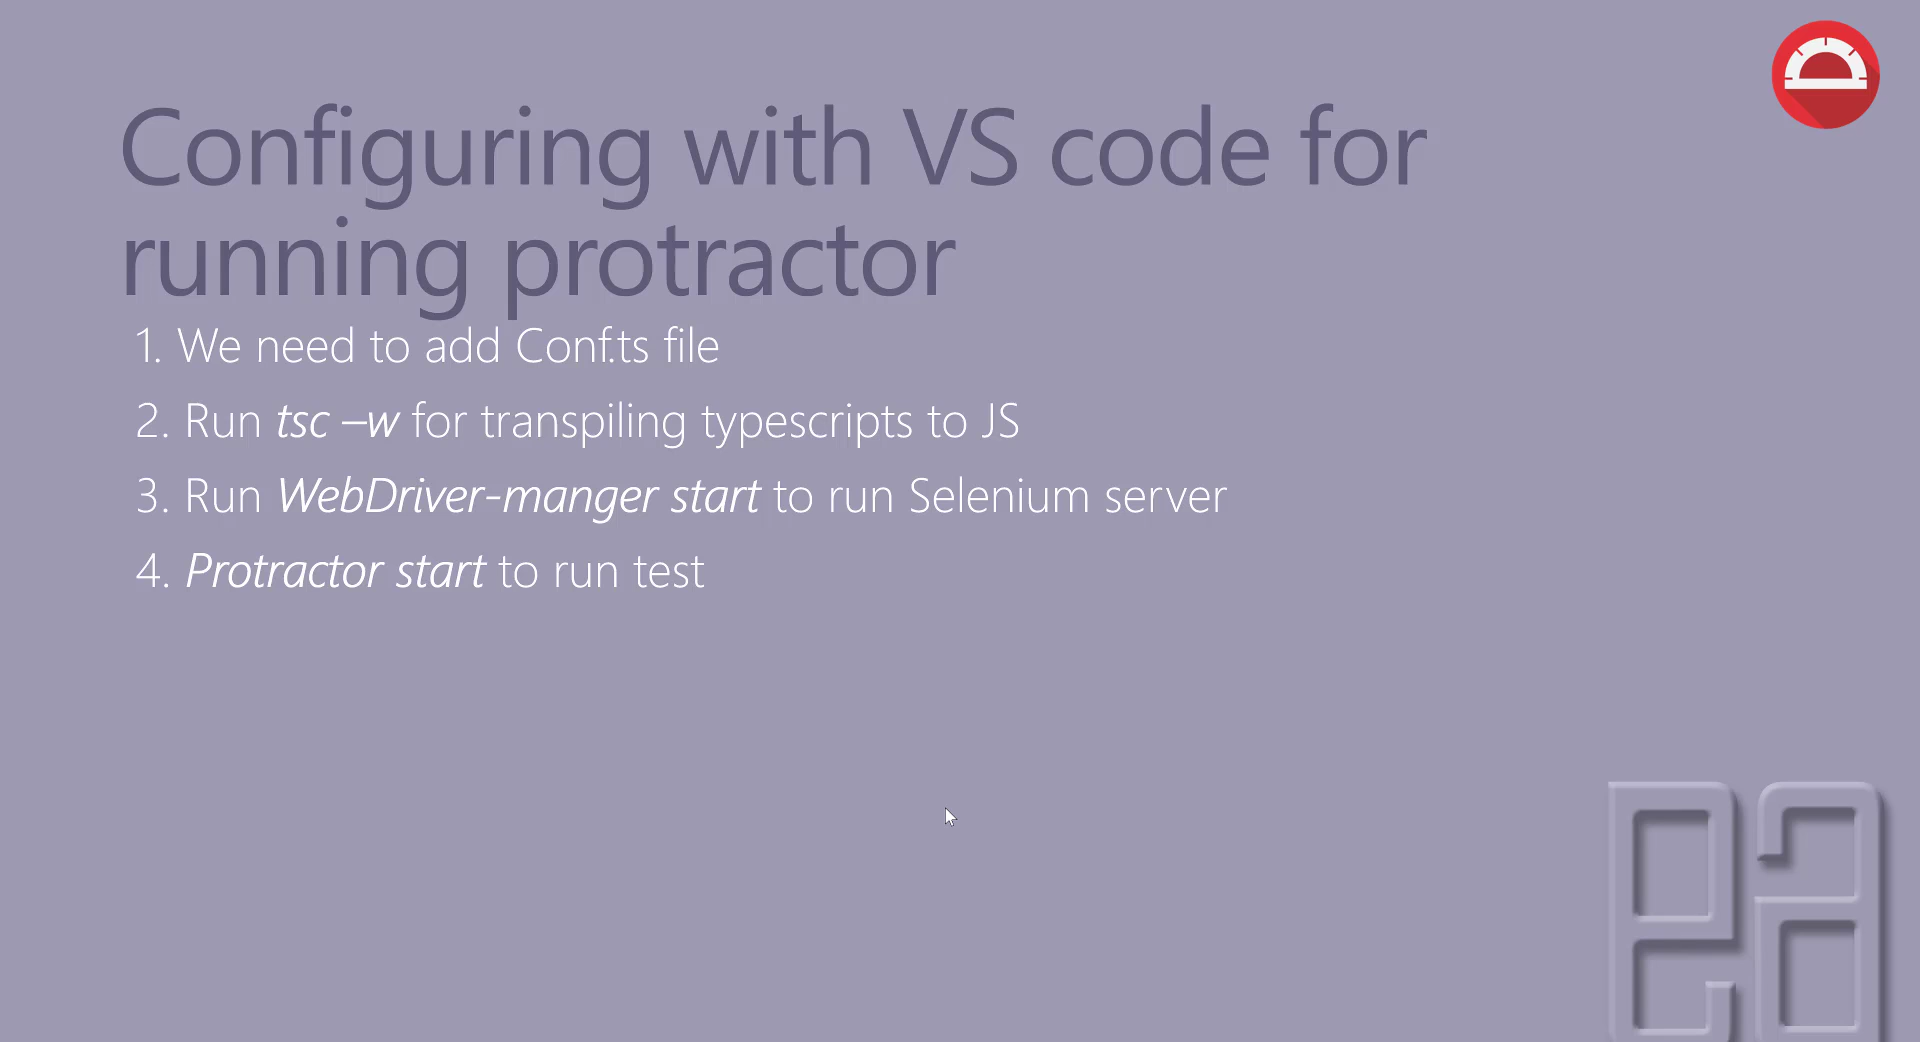 Configuring with VS code for
running protractor
1. We need to add Conf.ts file
2. Run tsc –w for transpiling typescripts to JS
3. Run WebDriver-manger start to run Selenium server
4. Protractor start to run test
ea